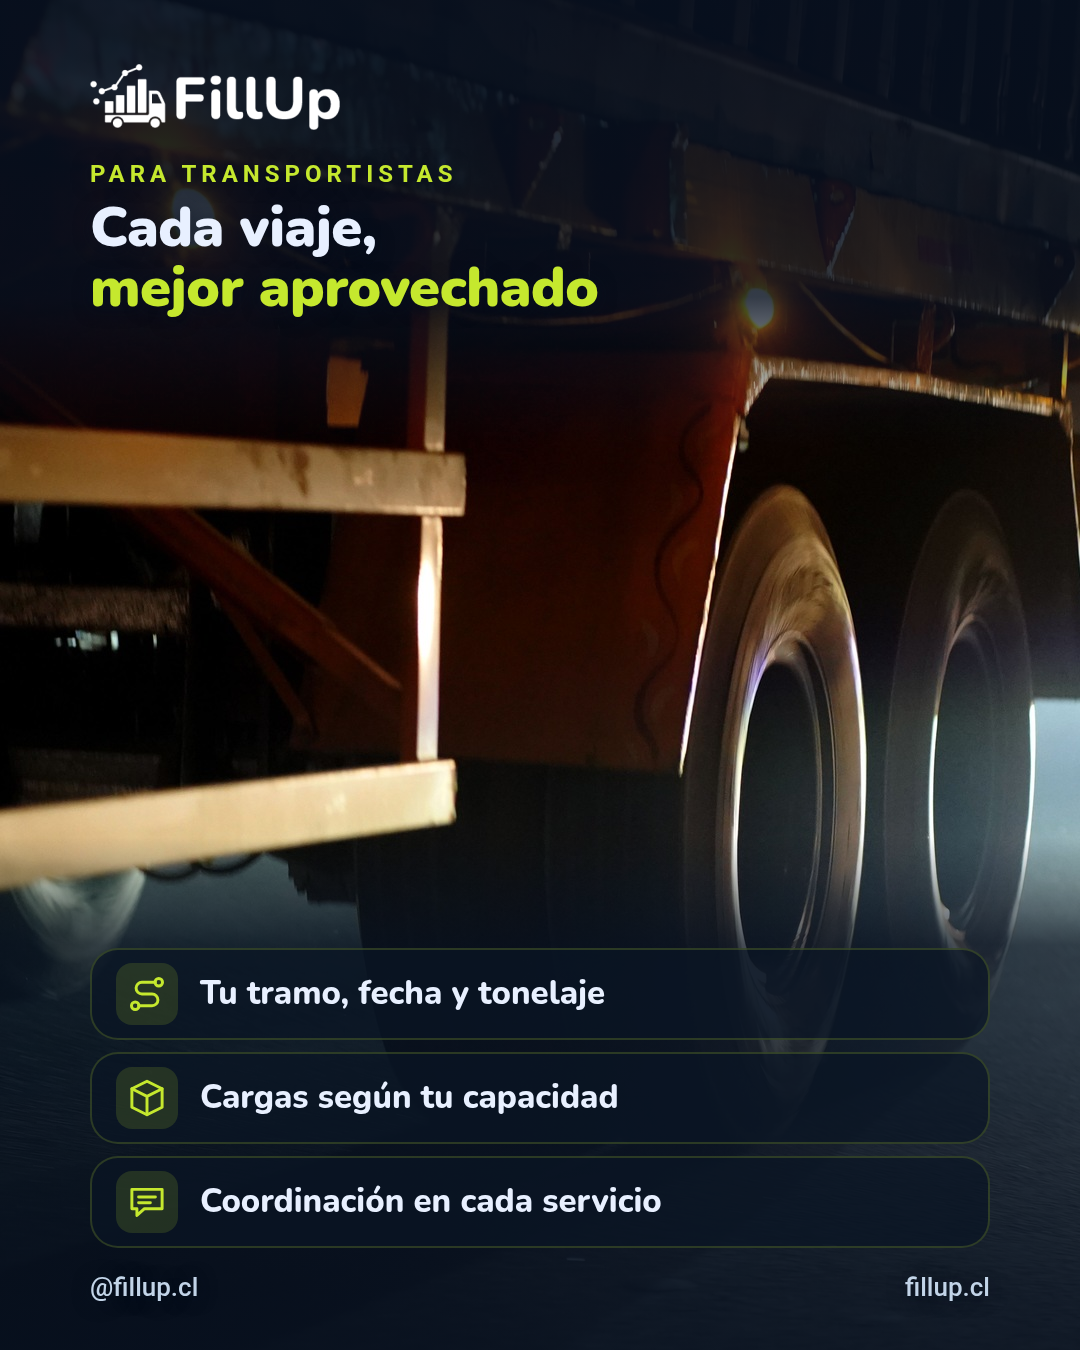 FillUp
PARA TRANSPORTISTAS
Cada viaje,
mejor aprovechado
Tu tramo, fecha y tonelaje
Cargas según tu capacidad
Coordinación en cada servicio
@fillup.cl
fillup.cl